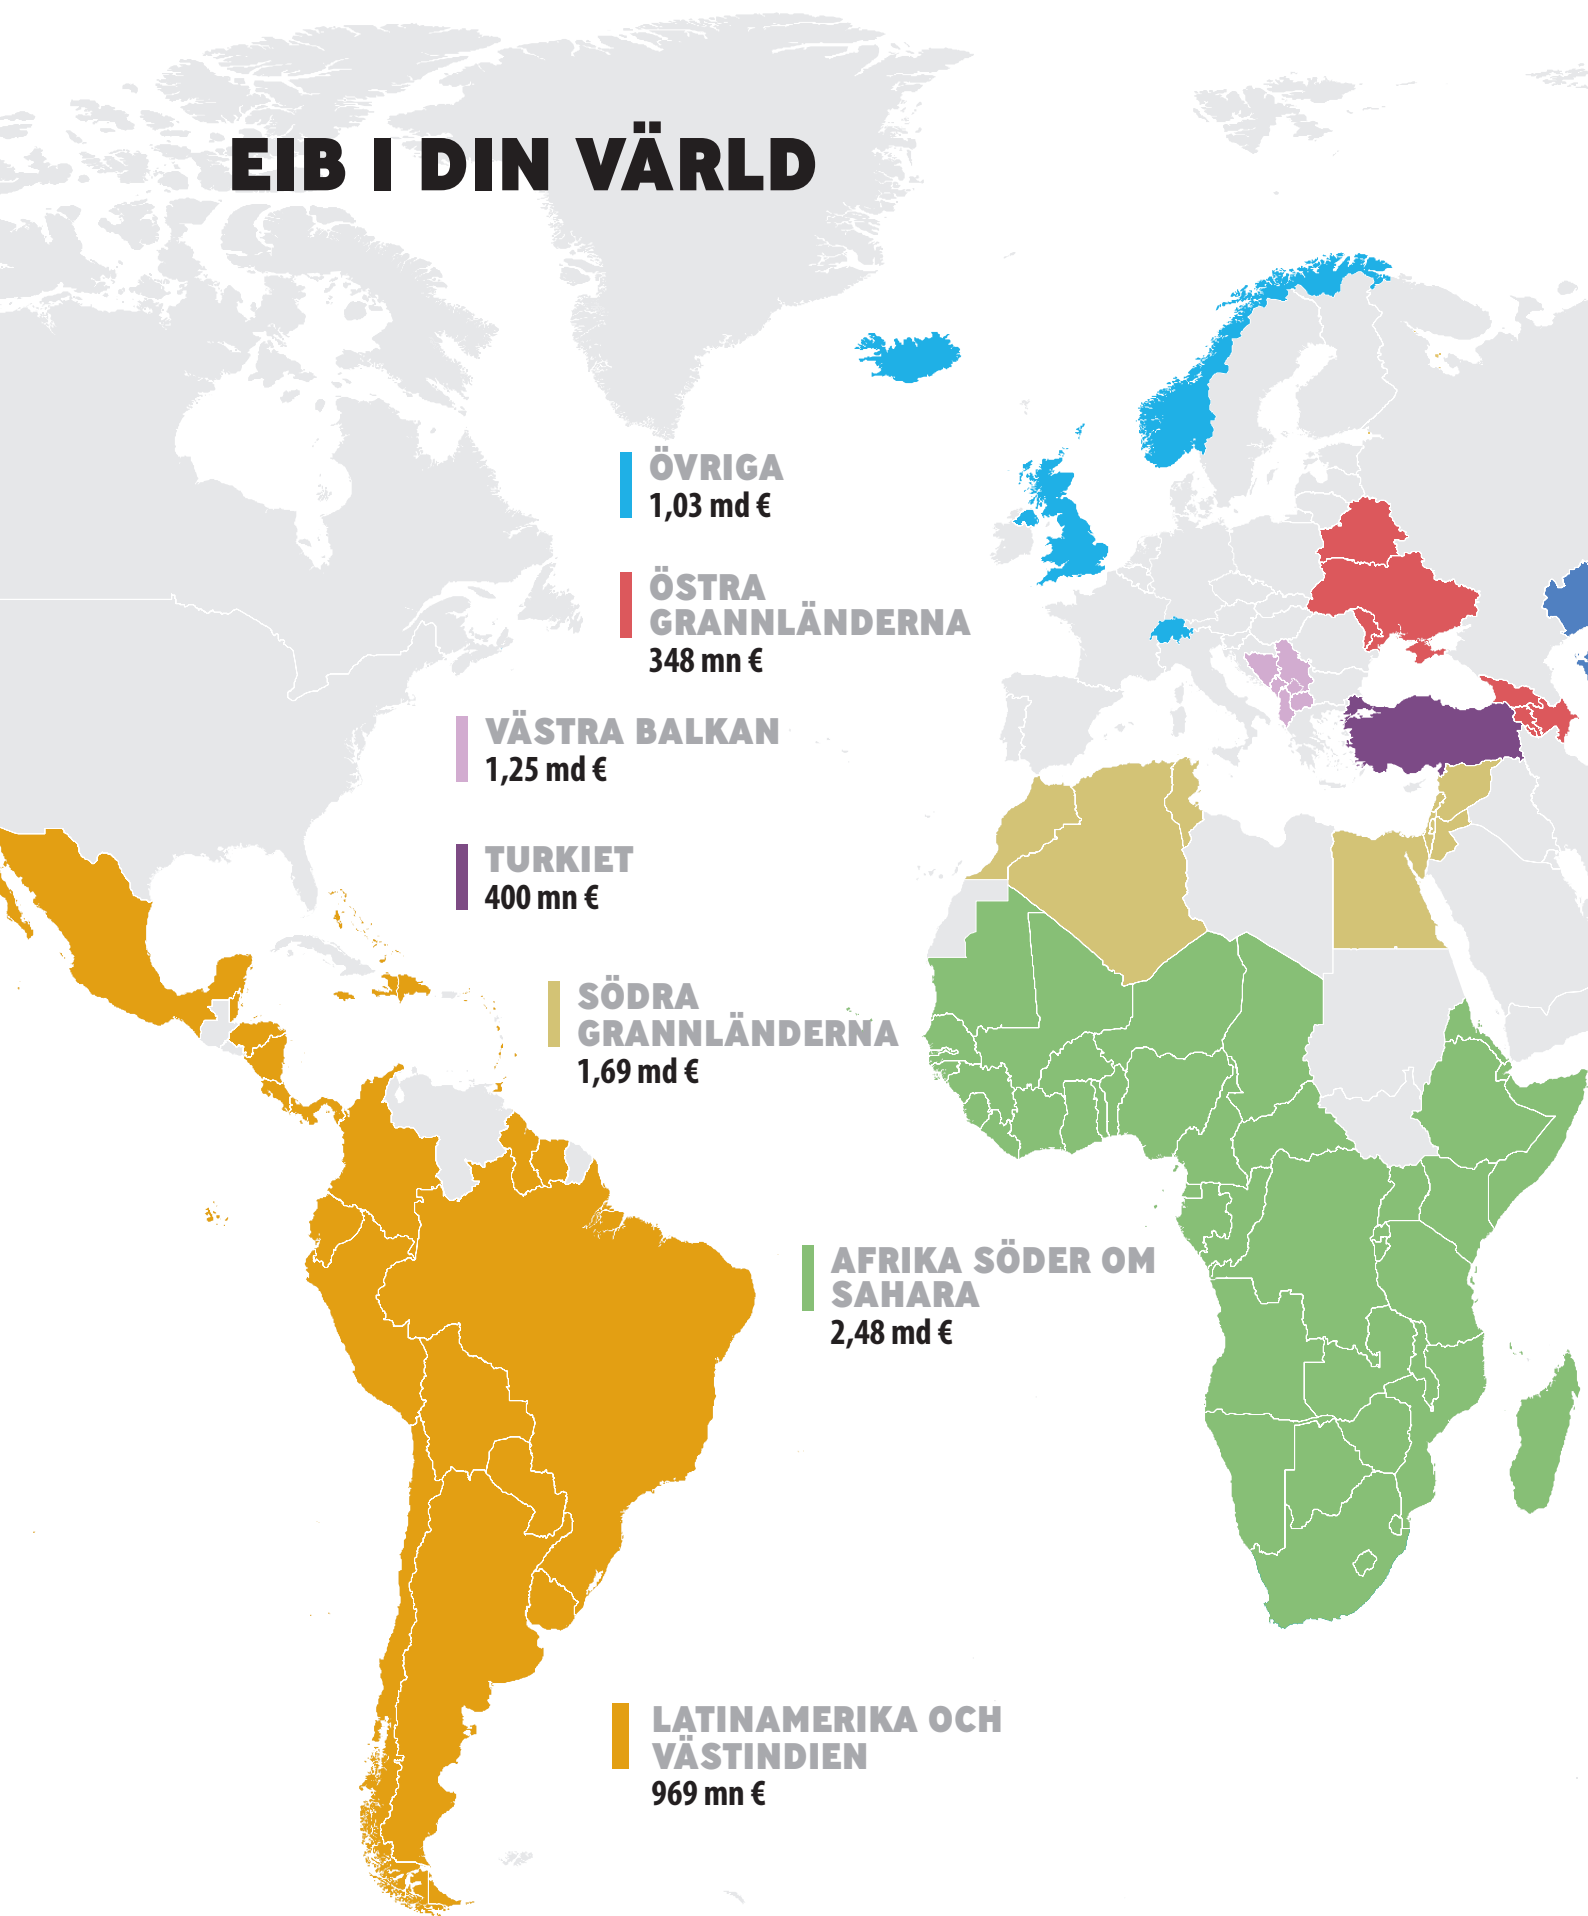 EIB I DIN VÄRLD
ÖVRIGA
1,03 md €
ÖSTRA
GRANNLÄNDERNA
348 mn €
VÄSTRA BALKAN
1,25 md €
TURKIET
400 mn €
SÖDRA
GRANNLÄNDERNA
1,69 md €
AFRIKA SÖDER OM
SAHARA
2,48 md €
LATINAMERIKA OCH
VÄSTINDIEN
969 mn €